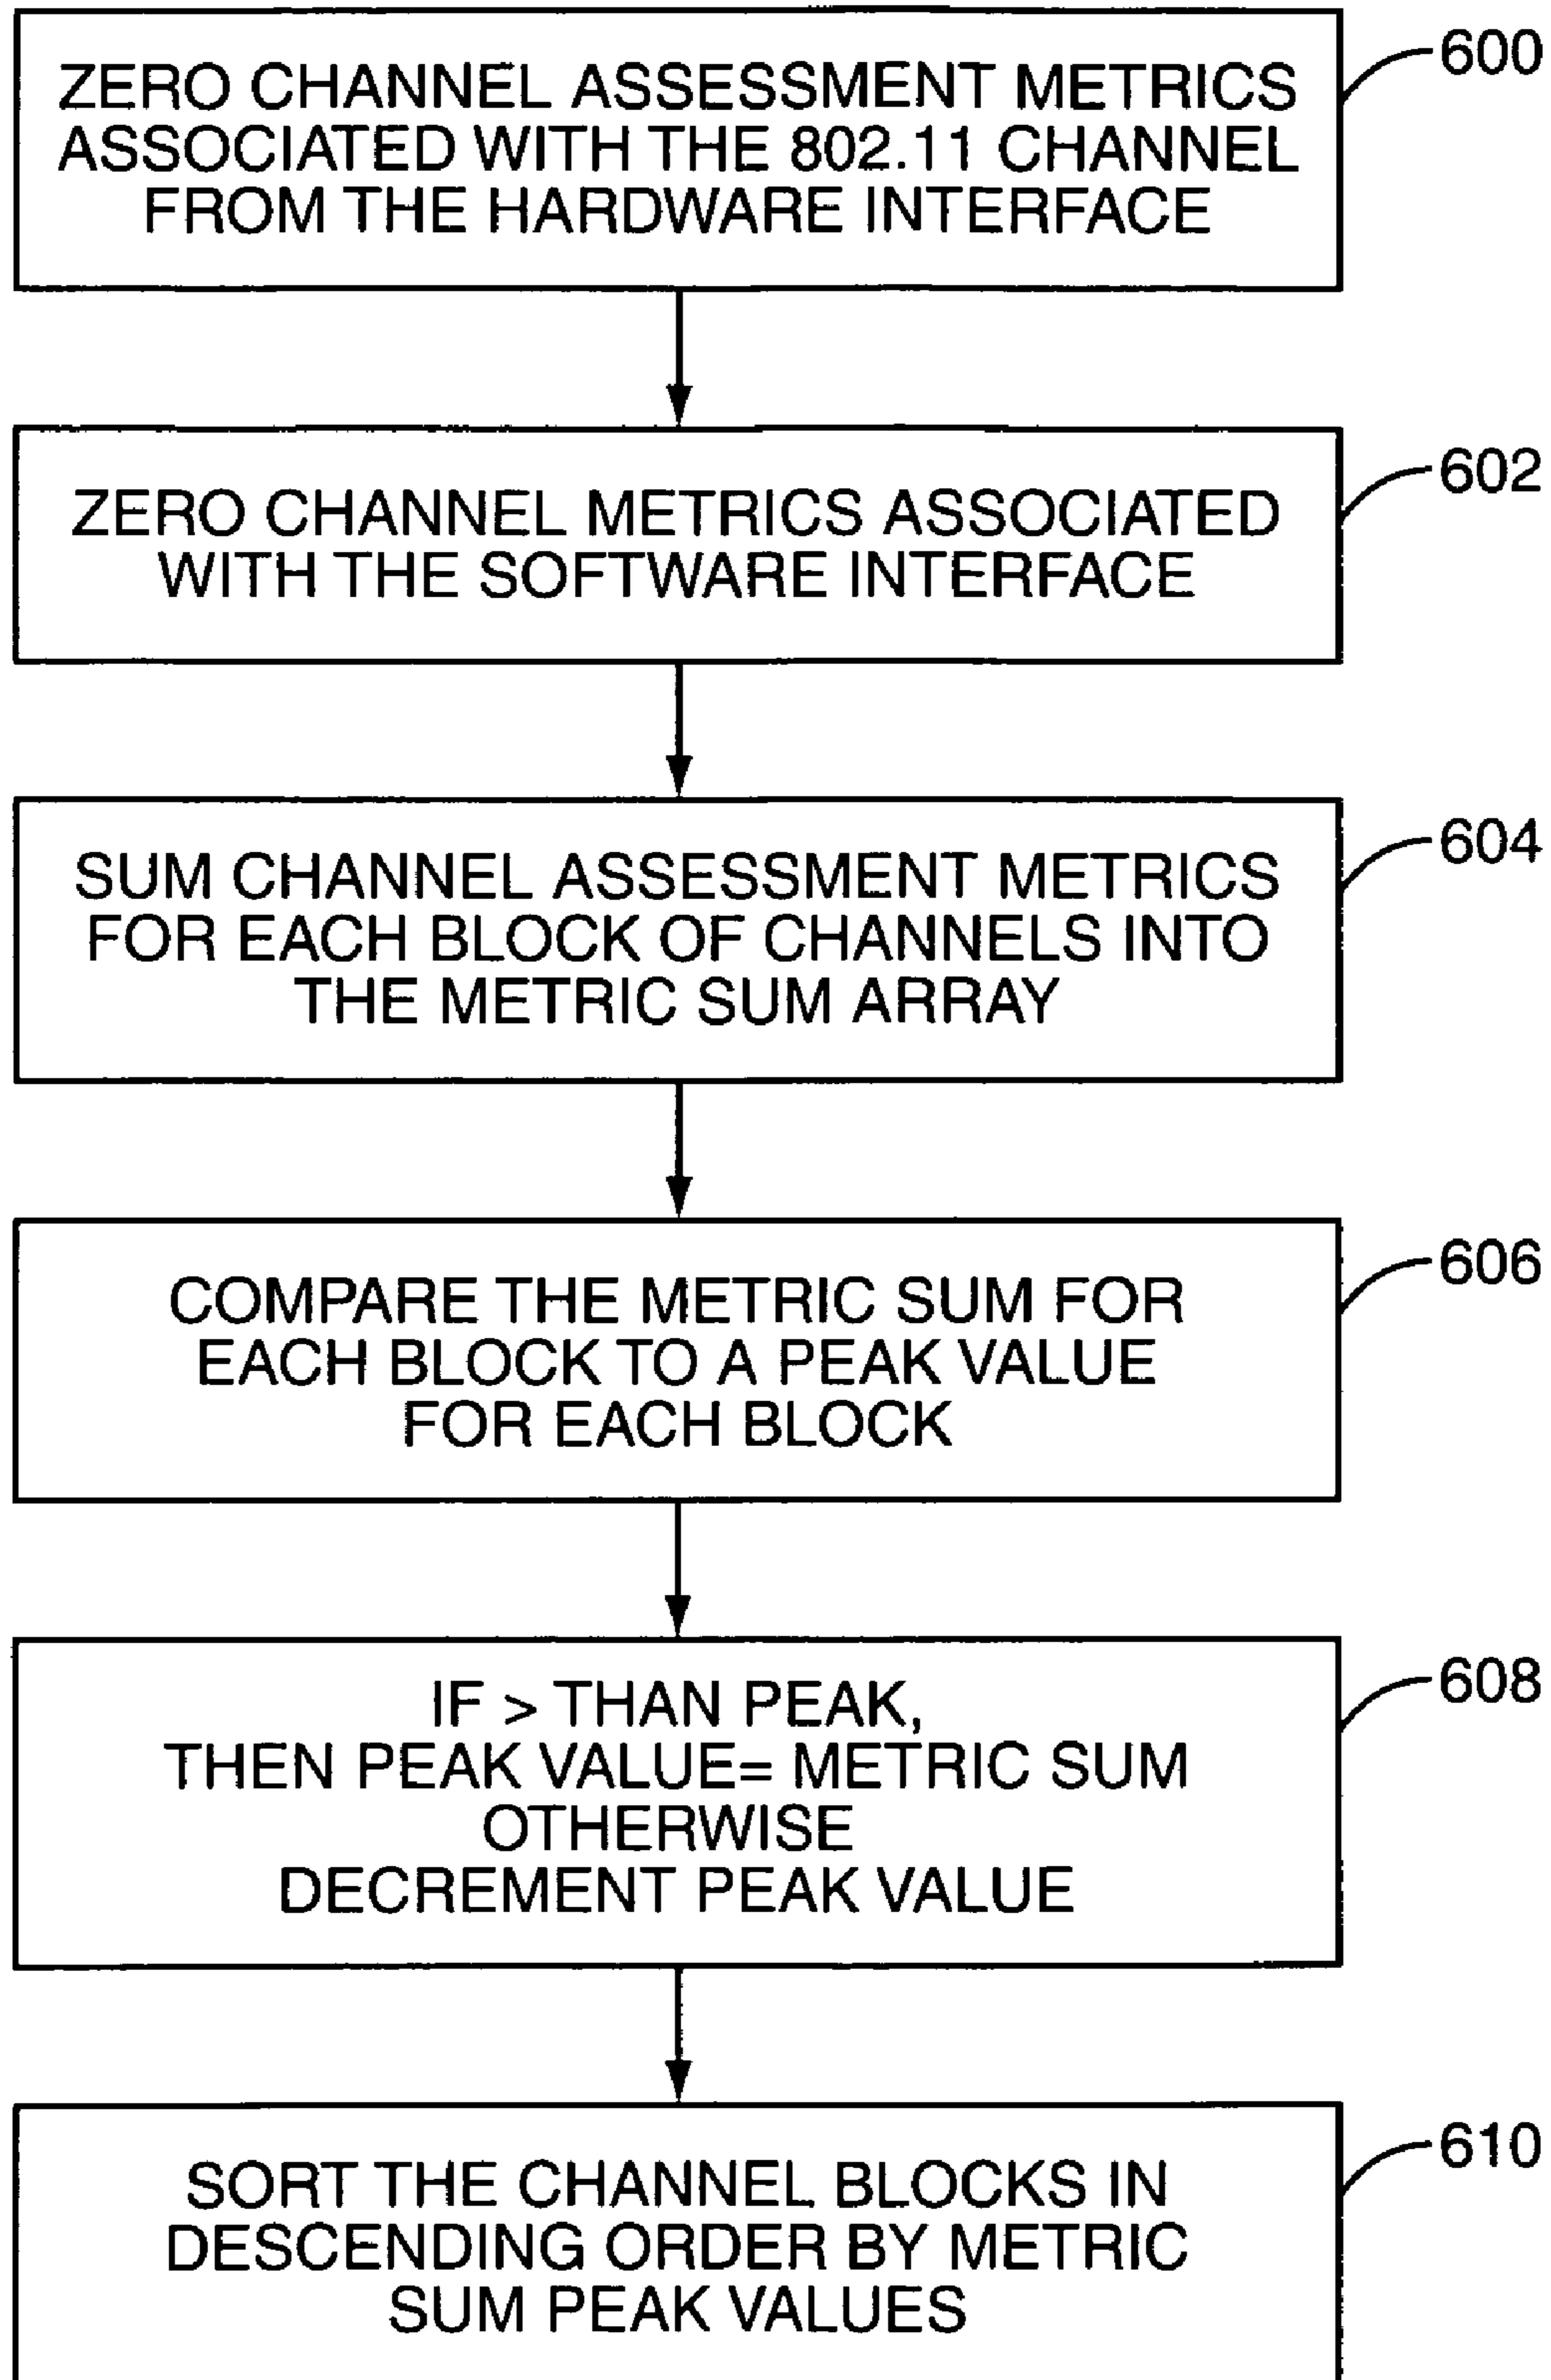 ZERO CHANNEL ASSESSMENT METRICS
ASSOCIATED WITH THE 802.11 CHANNEL
FROM THE HARDWARE INTERFACE
600
ZERO CHANNEL METRICS ASSOCIATED
WITH THE SOFTWARE INTERFACE
602
SUM CHANNEL ASSESSMENT METRICS
FOR EACH BLOCK OF CHANNELS INTO
THE METRIC SUM ARRAY
604
COMPARE THE METRIC SUM FOR
EACH BLOCK TO A PEAK VALUE
FOR EACH BLOCK
606
IF > THAN PEAK,
THEN PEAK VALUE= METRIC SUM
OTHERWISE
DECREMENT PEAK VALUE
608
SORT THE CHANNEL BLOCKS IN
DESCENDING ORDER BY METRIC
SUM PEAK VALUES
610